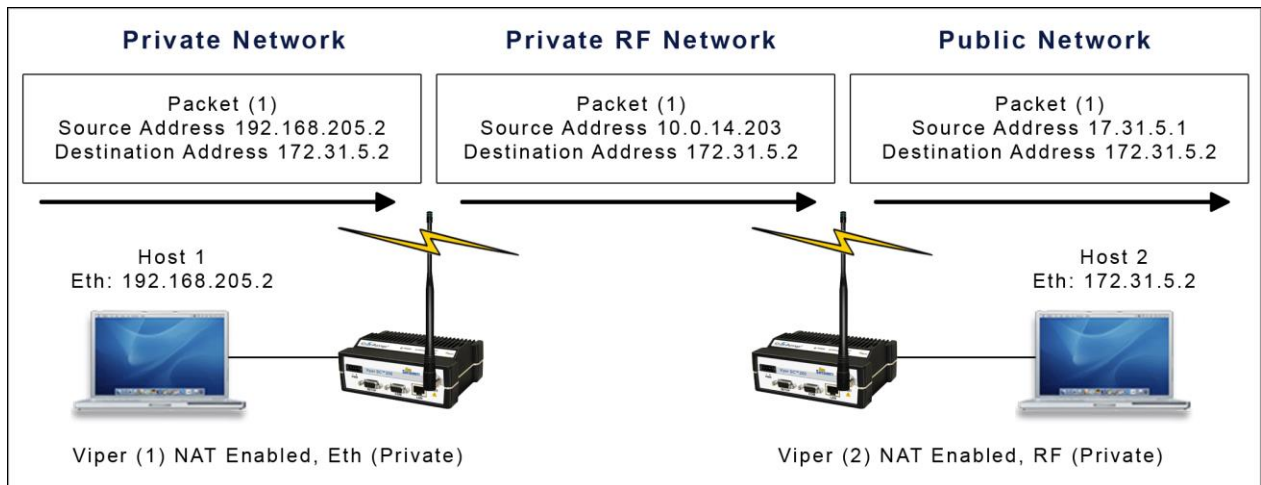 Private Network
Private RF Network
Public Network
Packet (1)
Source Address 192.168.205.2
Destination Address 172.31.5.2
Packet (1)
Source Address 10.0.14.203
Destination Address 172.31.5.2
Packet (1)
Source Address 17.31.5.1
Destination Address 172.31.5.2
Host 1
Eth: 192.168.205.2
Host 2
Eth: 172.31.5.2
Viper (1) NAT Enabled, Eth (Private)
Viper (2) NAT Enabled, RF (Private)